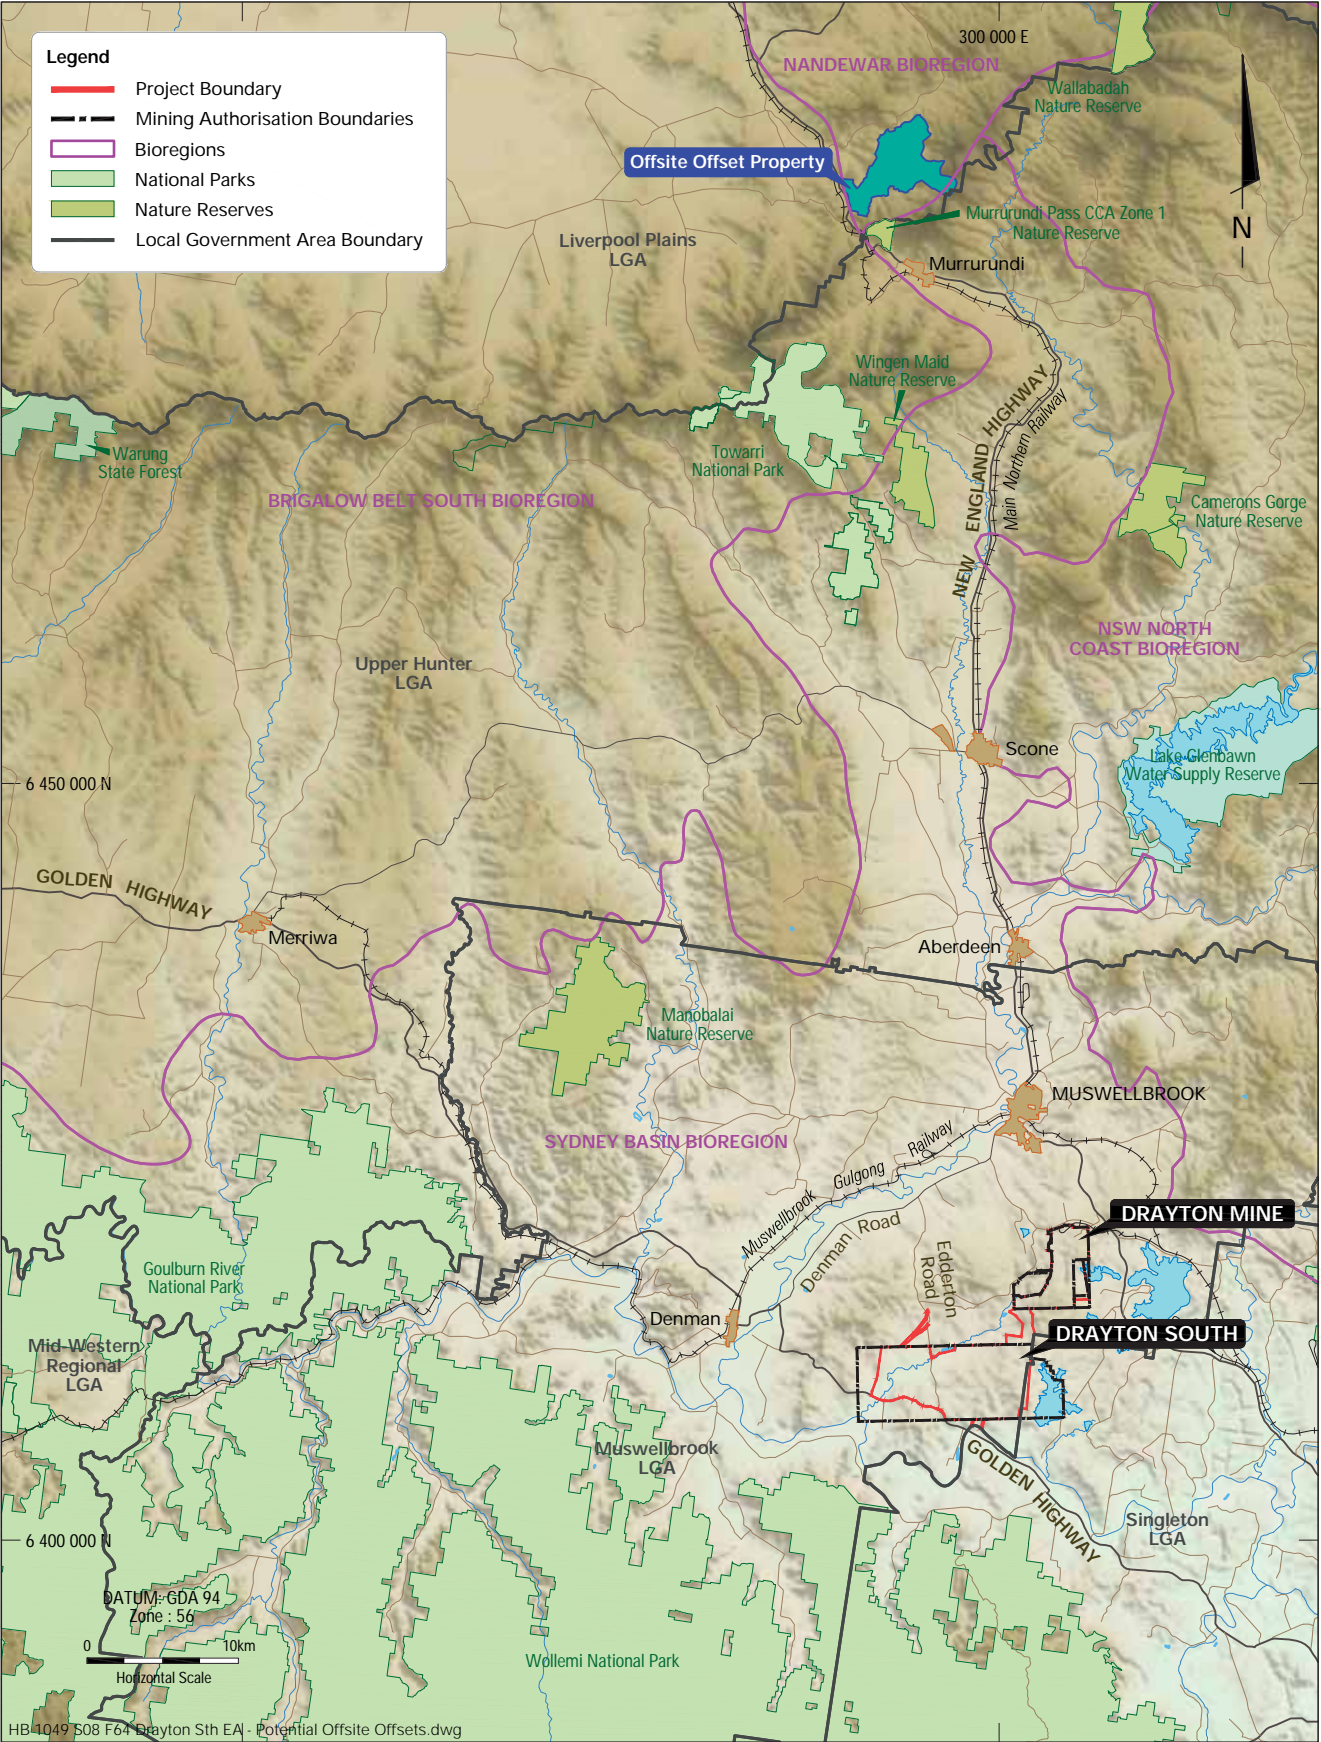 Legend
Project Boundary
Mining Authorisation Boundaries
Bioregions
National Parks
Nature Reserves
Local Government Area Boundary
300 000 E
NANDEWAR BIOREGION
Wallabadah
Nature Reserve
Offsite Offset Property
Murrurundi Pass CCA Zone 1
Nature Reserve
N
Liverpool Plains
LGA
Murrurundi
Wingen Maid
Nature Reserve
NEW ENGLAND HIGHWAY
Main Northern Railway
Towarri
National Park
Warung
State Forest
BRIGALOW BELT SOUTH BIOREGION
Camerons Gorge
Nature Reserve
NSW NORTH
COAST BIOREGION
Upper Hunter
LGA
Scone
Lake Glenbawn
Water Supply Reserve
6 450 000 N
GOLDEN HIGHWAY
Merriwa
Aberdeen
Manobalai
Nature Reserve
MUSWELLBROOK
SYDNEY BASIN BIOREGION
Muswellbrook Gulgong Railway
Denman Road
Edderton
Road
DRAYTON MINE
Goulburn River
National Park
Denman
DRAYTON SOUTH
Mid-Western
Regional
LGA
Muswellbrook
LGA
GOLDEN HIGHWAY
Singleton
LGA
6 400 000 N
DATUM: GDA 94
Zone : 56
0 10km
Horizontal Scale
Wollemi National Park
HB 1049 S08 F64 Drayton Sth EA - Potential Offsite Offsets.dwg